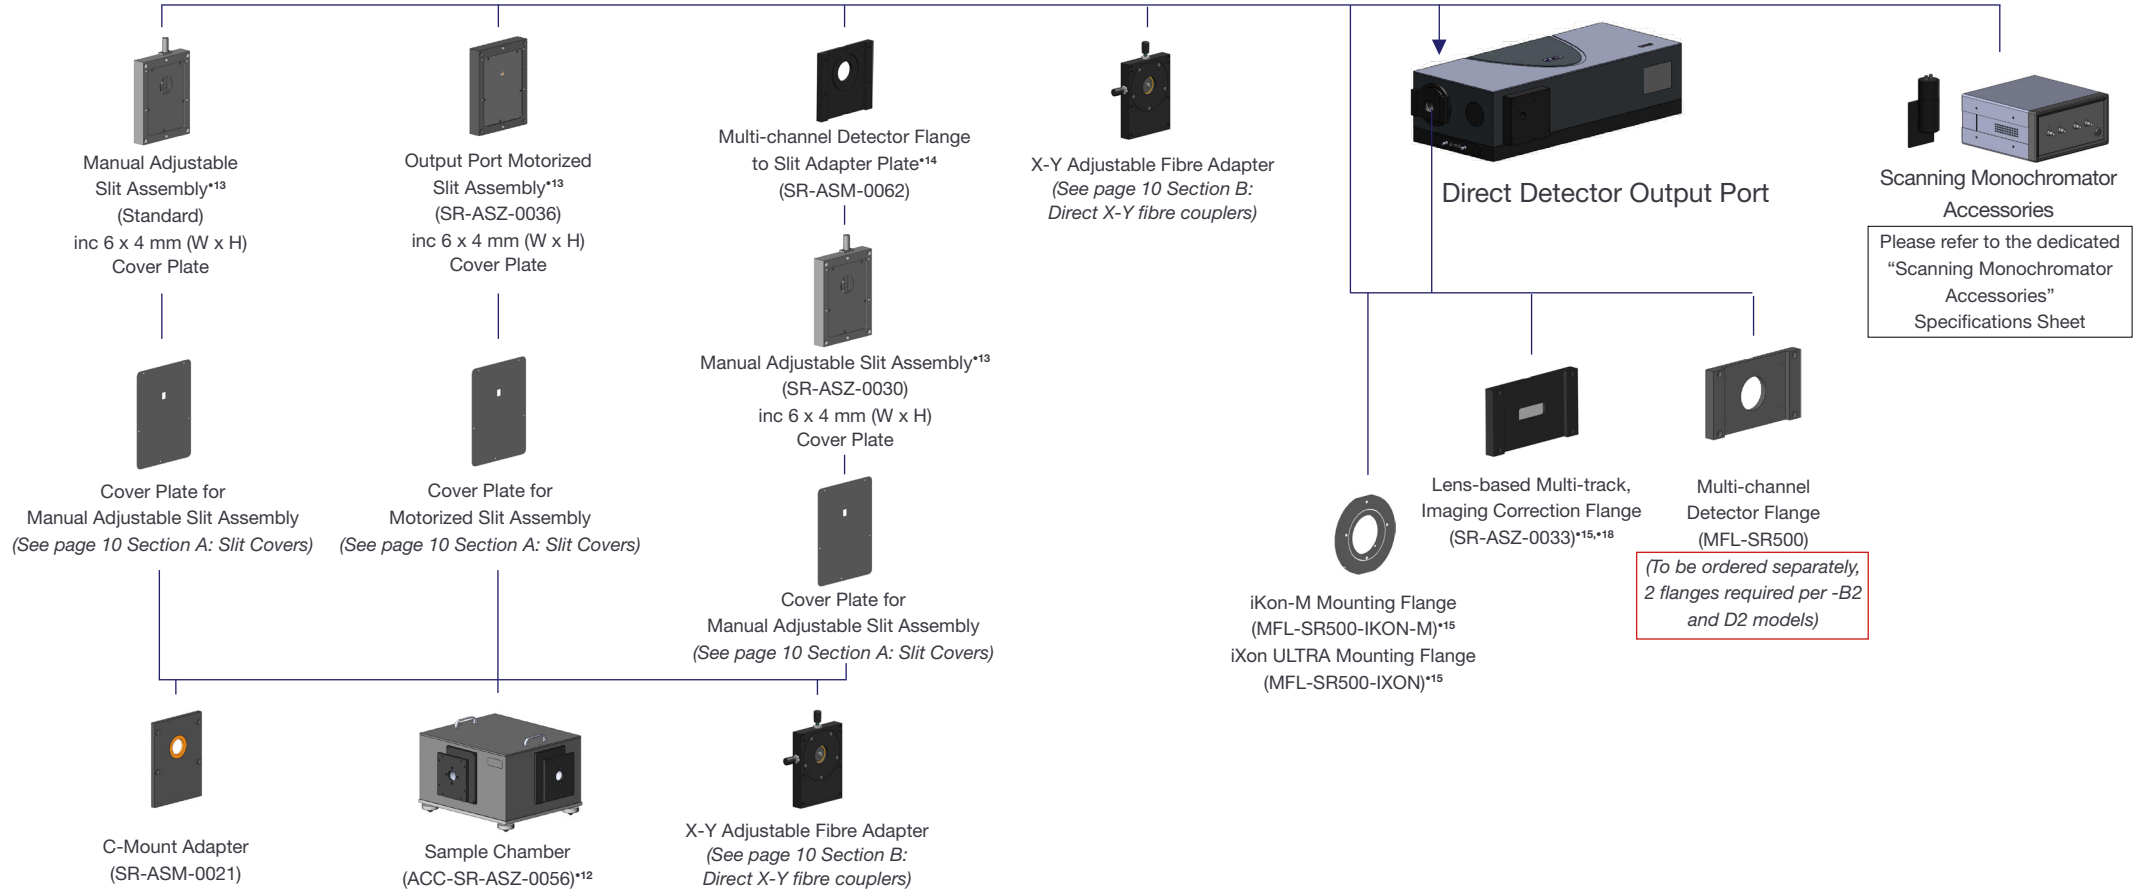 Manual Adjustable
Slit Assembly•13
(Standard)
inc 6 x 4 mm (W x H)
Cover Plate
Output Port Motorized
Slit Assembly•13
(SR-ASZ-0036)
inc 6 x 4 mm (W x H)
Cover Plate
Multi-channel Detector Flange
to Slit Adapter Plate•14
(SR-ASM-0062)
X-Y Adjustable Fibre Adapter
(See page 10 Section B:
Direct X-Y fibre couplers)
Direct Detector Output Port
Scanning Monochromator
Accessories
Please refer to the dedicated
“Scanning Monochromator
Accessories”
Specifications Sheet
Manual Adjustable Slit Assembly•13
(SR-ASZ-0030)
inc 6 x 4 mm (W x H)
Cover Plate
Cover Plate for
Manual Adjustable Slit Assembly
(See page 10 Section A: Slit Covers)
Cover Plate for
Motorized Slit Assembly
(See page 10 Section A: Slit Covers)
Cover Plate for
Manual Adjustable Slit Assembly
(See page 10 Section A: Slit Covers)
Lens-based Multi-track,
Imaging Correction Flange
(SR-ASZ-0033)•15,•18
Multi-channel
Detector Flange
(MFL-SR500)
(To be ordered separately,
2 flanges required per -B2
and D2 models)
iKon-M Mounting Flange
(MFL-SR500-IKON-M)•15
iXon ULTRA Mounting Flange
(MFL-SR500-IXON)•15
C-Mount Adapter
(SR-ASM-0021)
Sample Chamber
(ACC-SR-ASZ-0056)•12
X-Y Adjustable Fibre Adapter
(See page 10 Section B:
Direct X-Y fibre couplers)